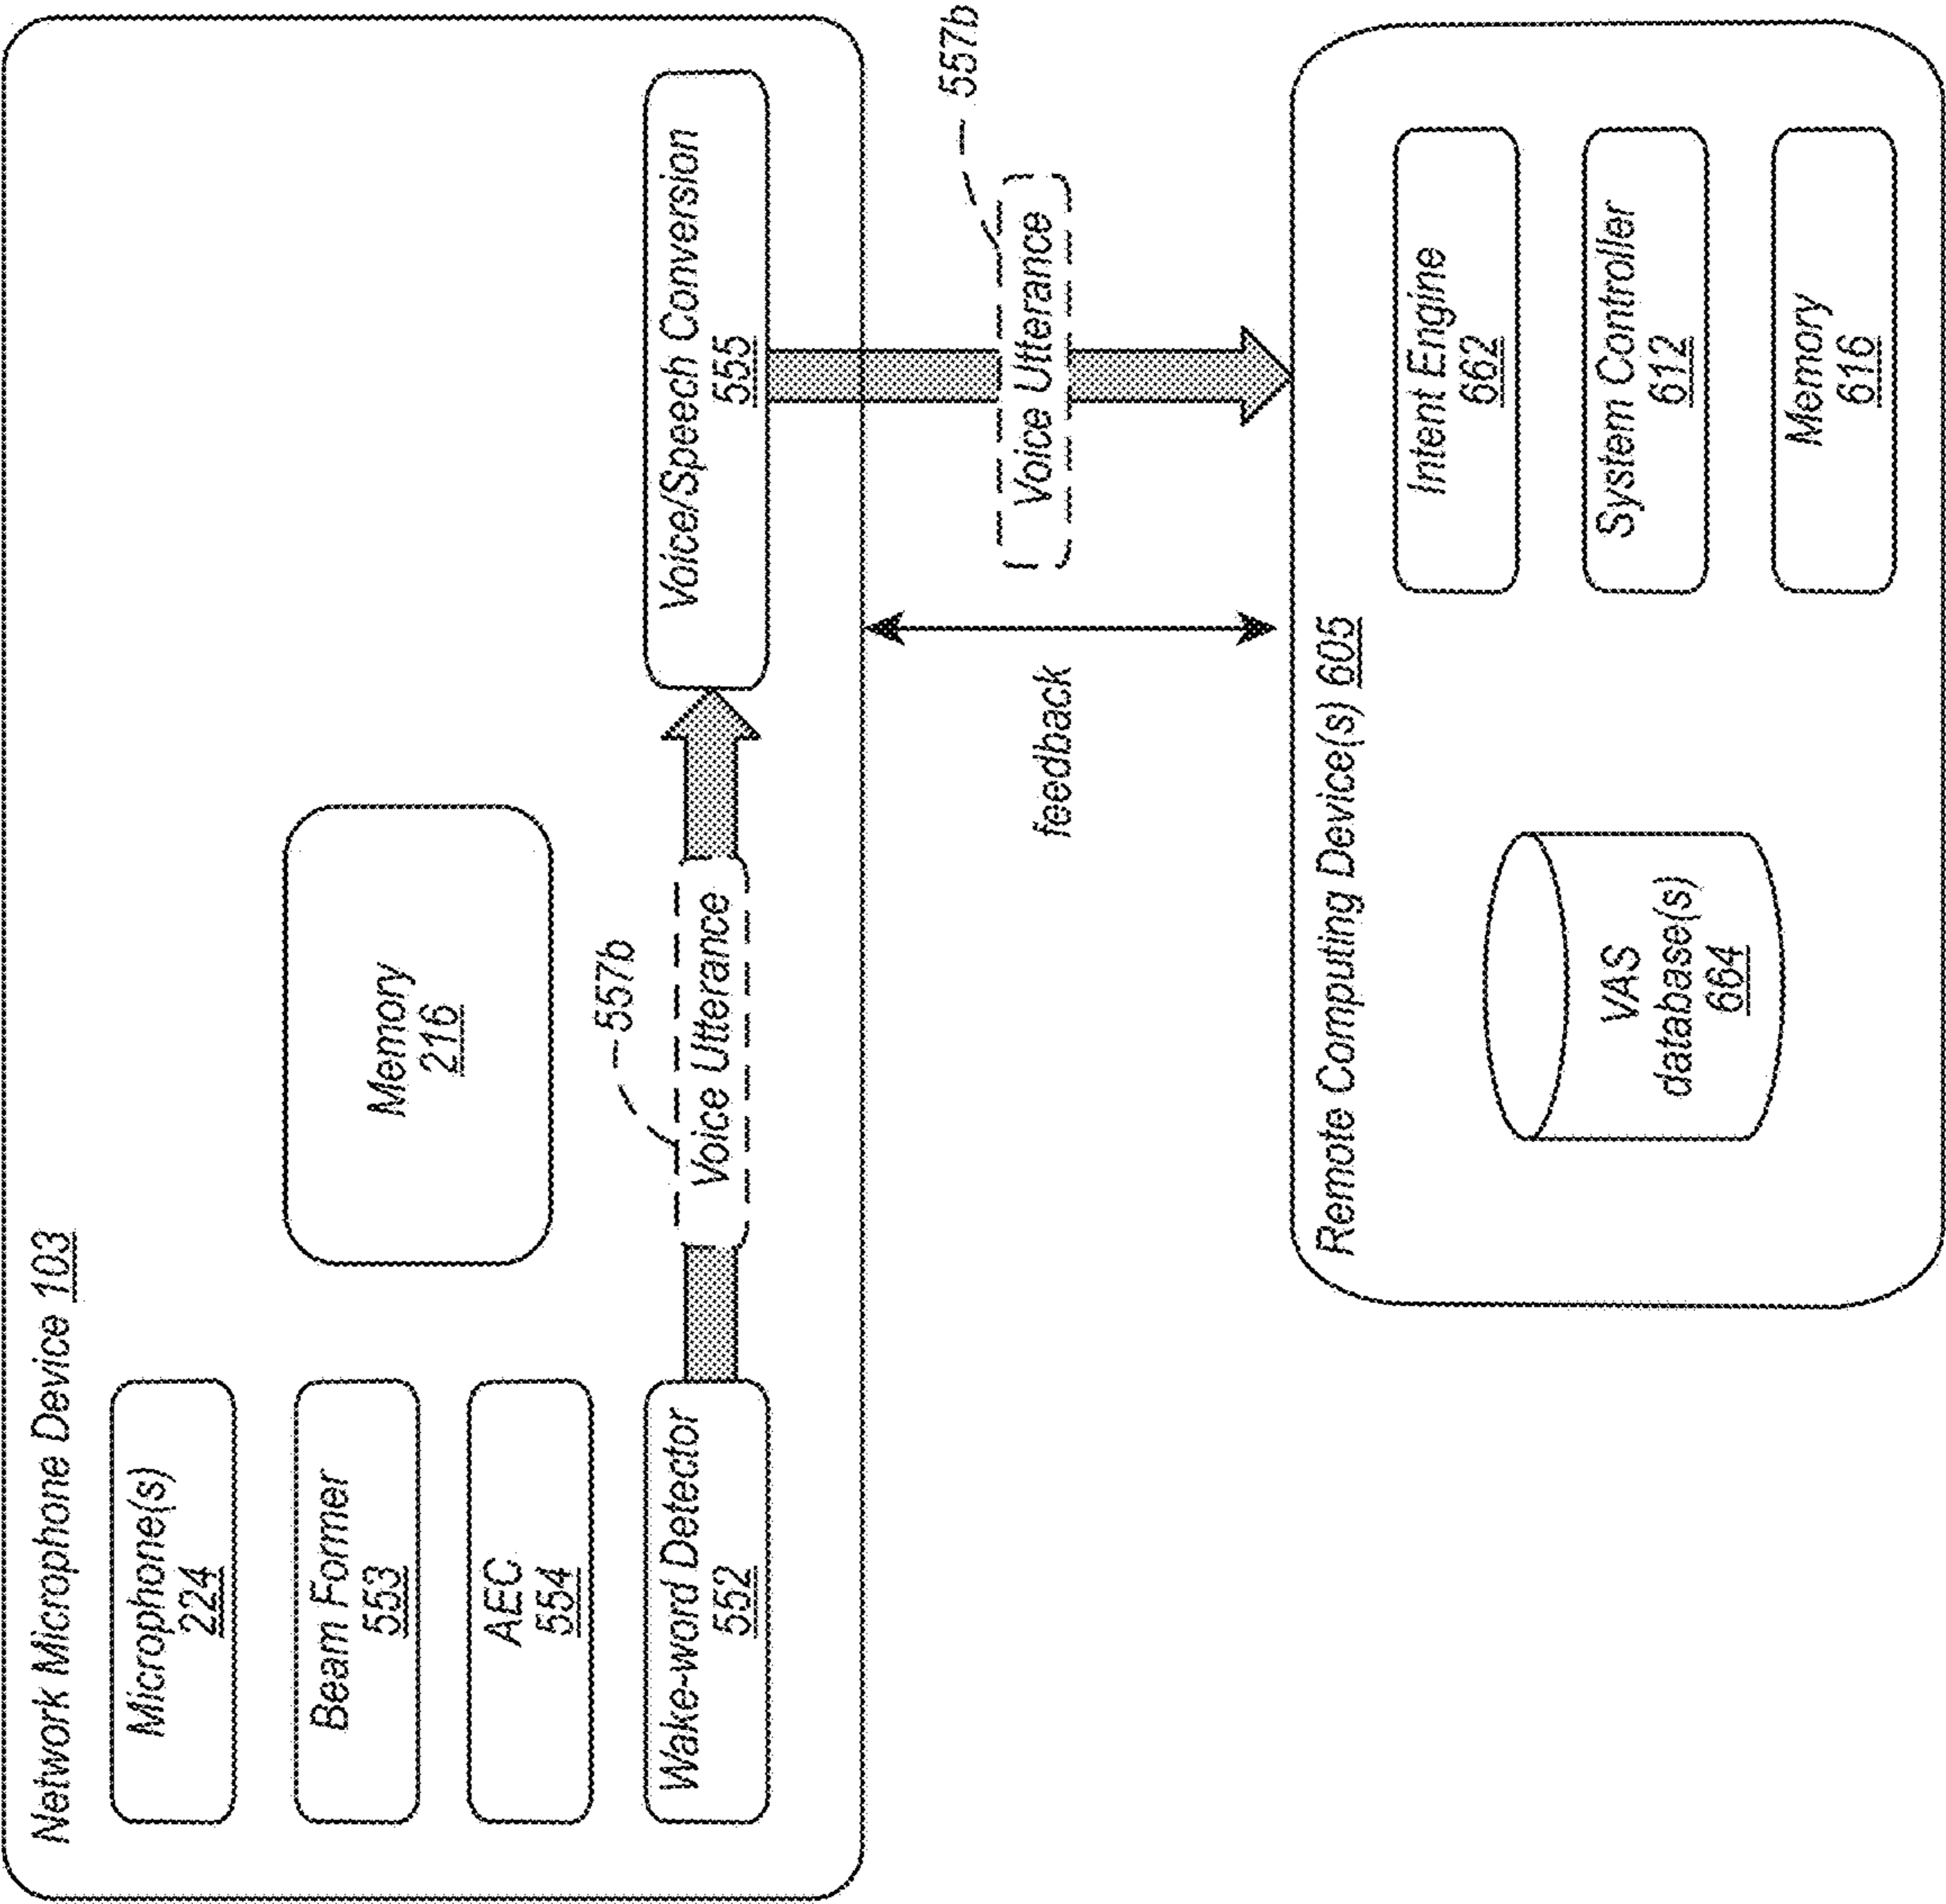 Network Microphone Device 103
Microphone(s)
224
Beam Former
553
AEC
554
Wake-word Detector
552
Memory
216
557b
Voice Utterance
Voice/Speech Conversion
555
feedback
Voice Utterance
557b
Remote Computing Device(s) 605
VAS
database(s)
664
Intent Engine
662
System Controller
612
Memory
616